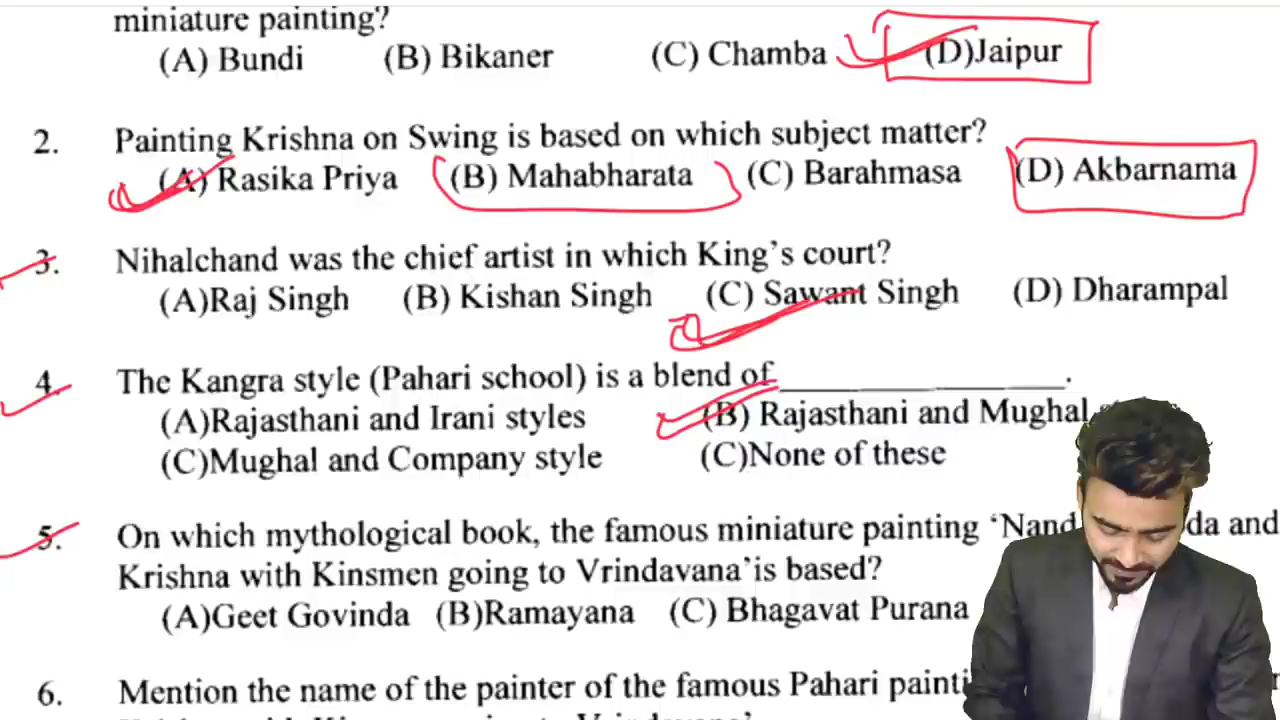 miniature painting?
(A) Bundi (B) Bikaner (C) Chamba (D)Jaipur
2. Painting Krishna on Swing is based on which subject matter?
(A) Rasika Priya (B) Mahabharata (C) Barahmasa (D) Akbarnama
3. Nihalchand was the chief artist in which King's court?
(A)Raj Singh (B) Kishan Singh (C) Sawant Singh (D) Dharampal
4. The Kangra style (Pahari school) is a blend of ________________.
(A)Rajasthani and Irani styles (B) Rajasthani and Mughal
(C)Mughal and Company style (C)None of these
5. On which mythological book, the famous miniature painting ‘Nand da and
Krishna with Kinsmen going to Vrindavana’is based?
(A)Geet Govinda (B)Ramayana (C) Bhagavat Purana
6. Mention the name of the painter of the famous Pahari